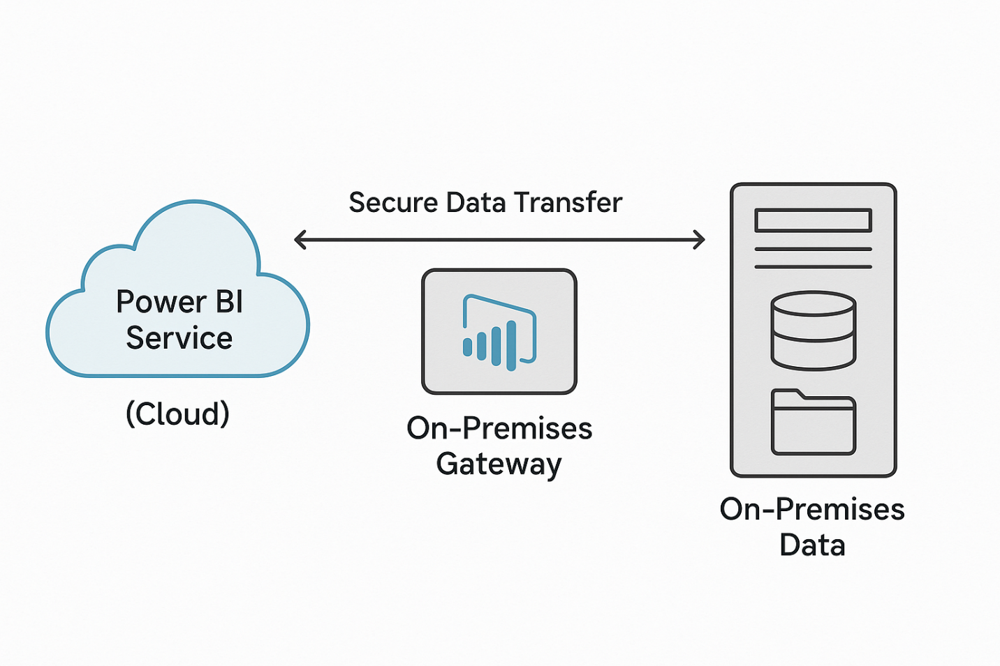 Secure Data Transfer
Power BI
Service
(Cloud)
On-Premises
Gateway
On-Premises
Data